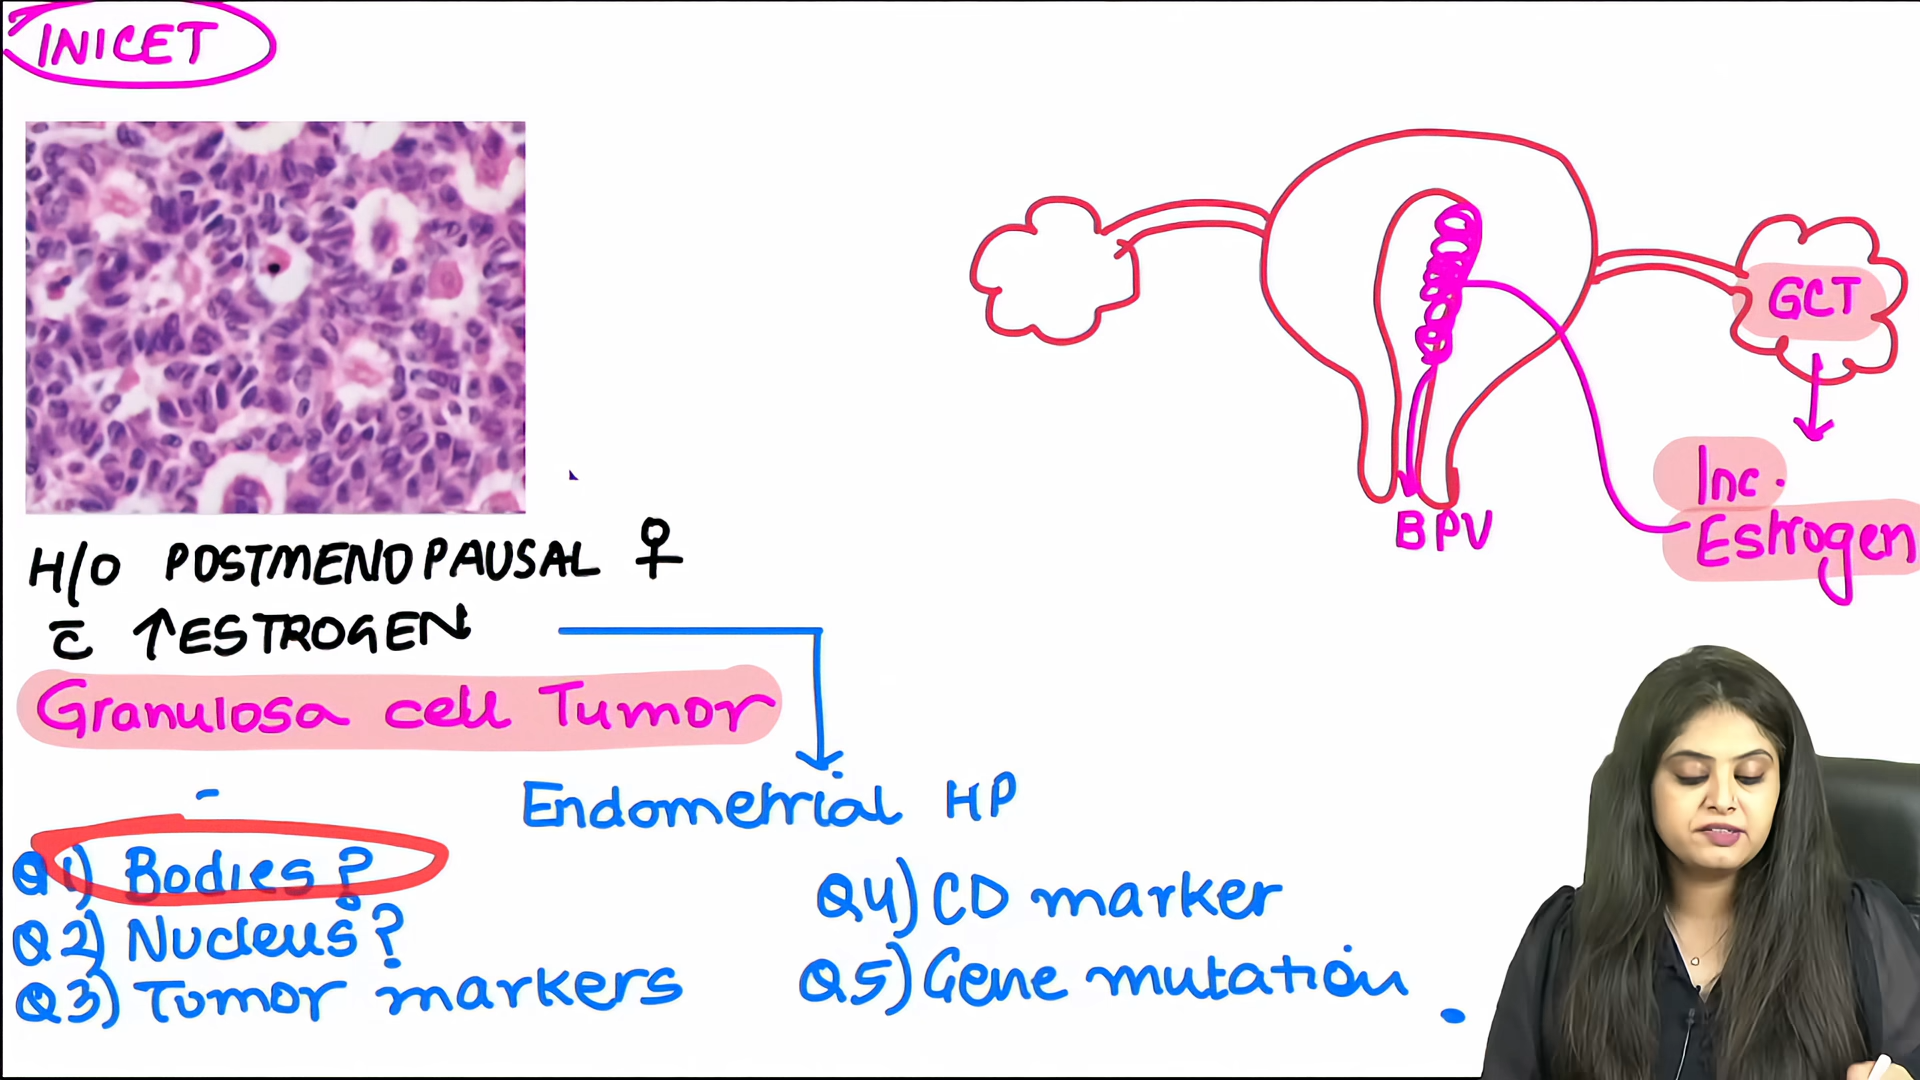 INICET
GCT
Inc.
Estrogen
BPV
H/O POSTMENOPAUSAL ♀
c̄ ↑ESTROGEN
Granulosa cell Tumor
-
Endometrial HP
Q1) Bodies?
Q2) Nucleus?
Q3) Tumor markers
Q4) CD marker
Q5) Gene mutation